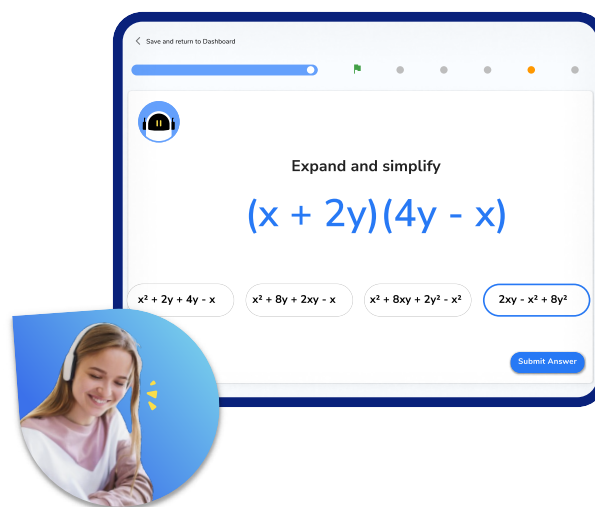 Save and return to Dashboard
Expand and simplify
(x + 2y)(4y - x)
x² + 2y + 4y - x
x² + 8y + 2xy - x
x² + 8xy + 2y² - x²
2xy - x² + 8y²
Submit Answer